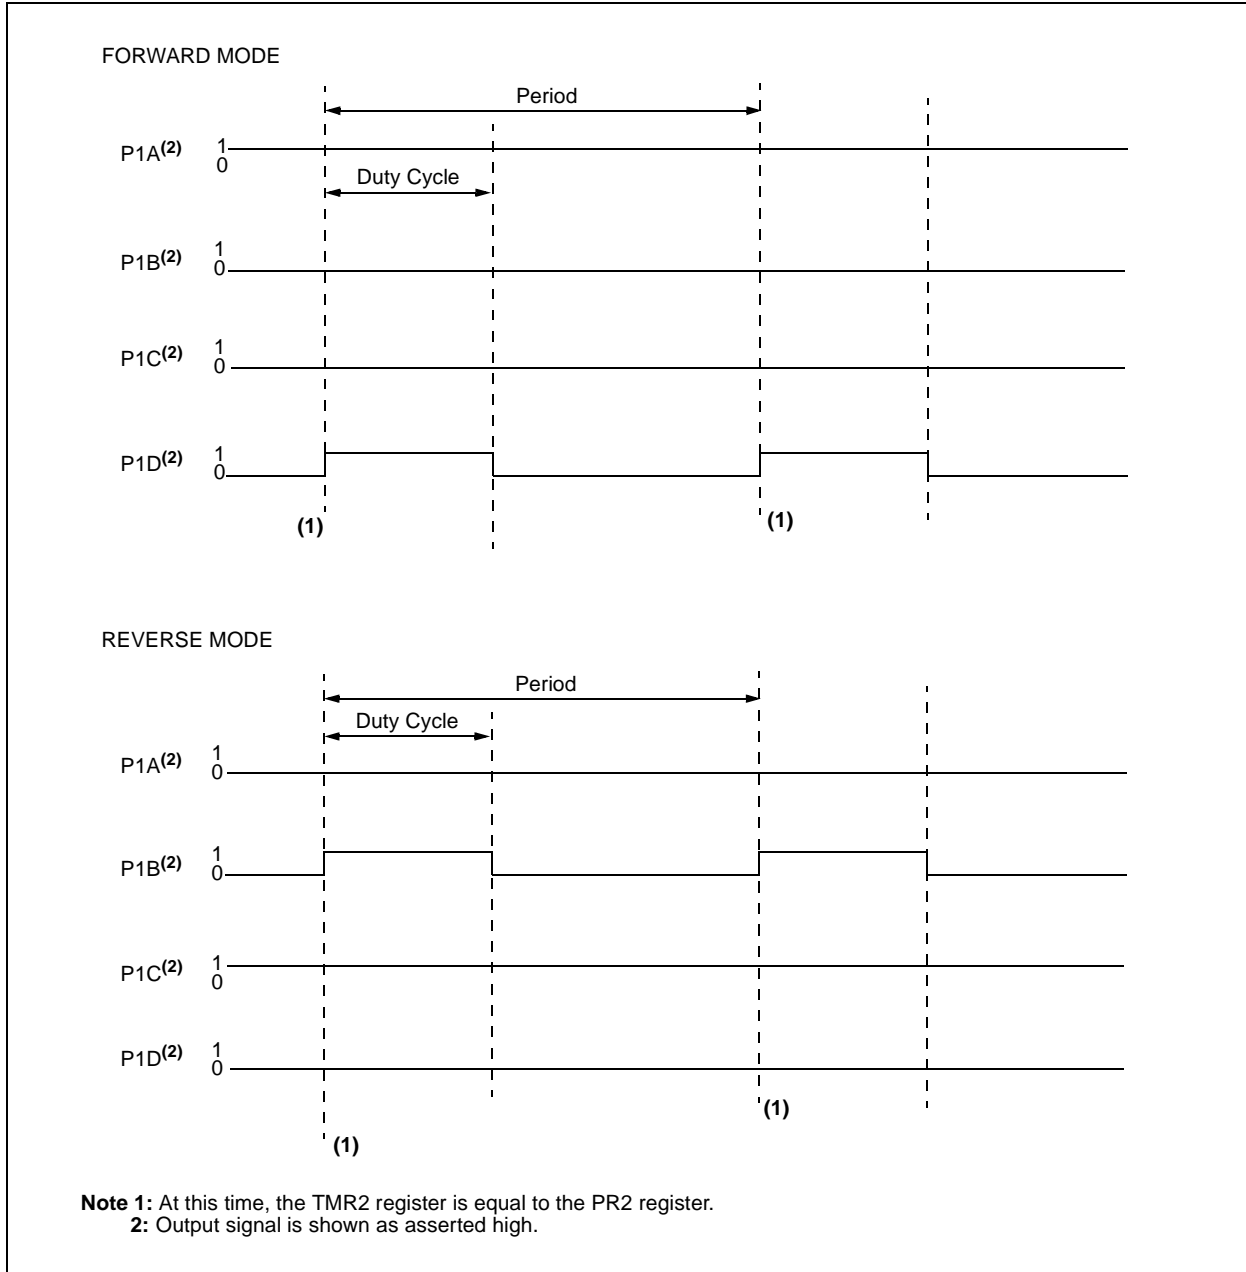 FORWARD MODE
Period
P1A(2) 1
0
Duty Cycle
P1B(2) 1
0
P1C(2) 1
0
P1D(2) 1
0
(1) (1)
REVERSE MODE
Period
Duty Cycle
P1A(2) 1
0
P1B(2) 1
0
P1C(2) 1
0
P1D(2) 1
0
(1)
(1)
Note 1: At this time, the TMR2 register is equal to the PR2 register.
2: Output signal is shown as asserted high.